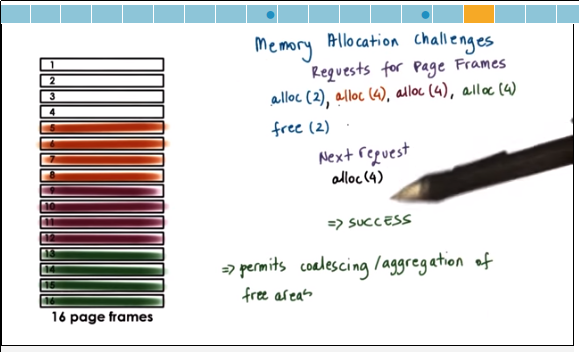 Memory Allocation Challenges
Requests for Page Frames
alloc (2), alloc (4), alloc (4), alloc (4)
free (2)
Next request
alloc(4)
=> SUCCESS
=> permits coalescing/aggregation of
free areas
1
2
3
4
5
6
7
8
9
10
11
12
13
14
15
16
16 page frames